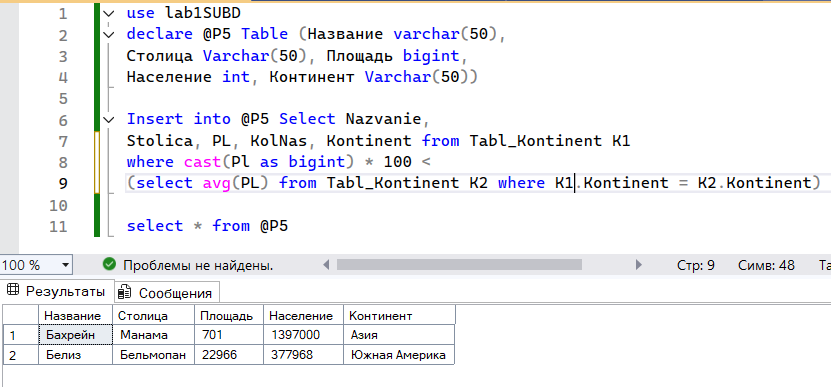 1 use lab1SUBD
2 declare @P5 Table (Название varchar(50),
3 Столица Varchar(50), Площадь bigint,
4 Население int, Континент Varchar(50))
5
6 Insert into @P5 Select Nazvanie,
7 Stolica, PL, KolNas, Kontinent from Tabl_Kontinent K1
8 where cast(Pl as bigint) * 100 <
9 (select avg(PL) from Tabl_Kontinent K2 where K1.Kontinent = K2.Kontinent)
10
11 select * from @P5
100 % Проблемы не найдены. Стр: 9 Симв: 48 Та
Результаты Сообщения
Название Столица Площадь Население Континент
1 Бахрейн Манама 701 1397000 Азия
2 Белиз Бельмопан 22966 377968 Южная Америка